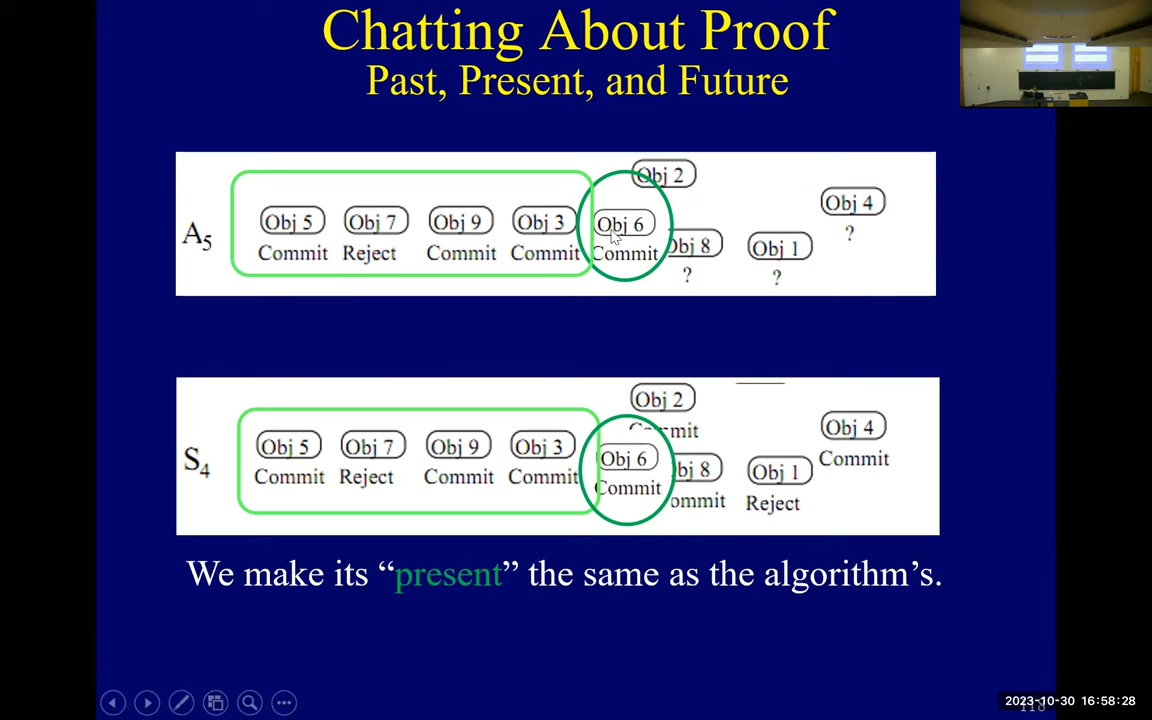 Chatting About Proof
Past, Present, and Future
Obj 2
Obj 5 Obj 7 Obj 9 Obj 3 Obj 6 Obj 4
A5 Commit Reject Commit Commit Commit ?
Obj 8 Obj 1
? ?
Obj 2
Commit
Obj 5 Obj 7 Obj 9 Obj 3 Obj 6 Obj 4
S4 Commit Reject Commit Commit Commit Commit
Obj 8 Obj 1
Commit Reject
We make its “present” the same as the algorithm’s.
2023-10-30 16:58:28
118